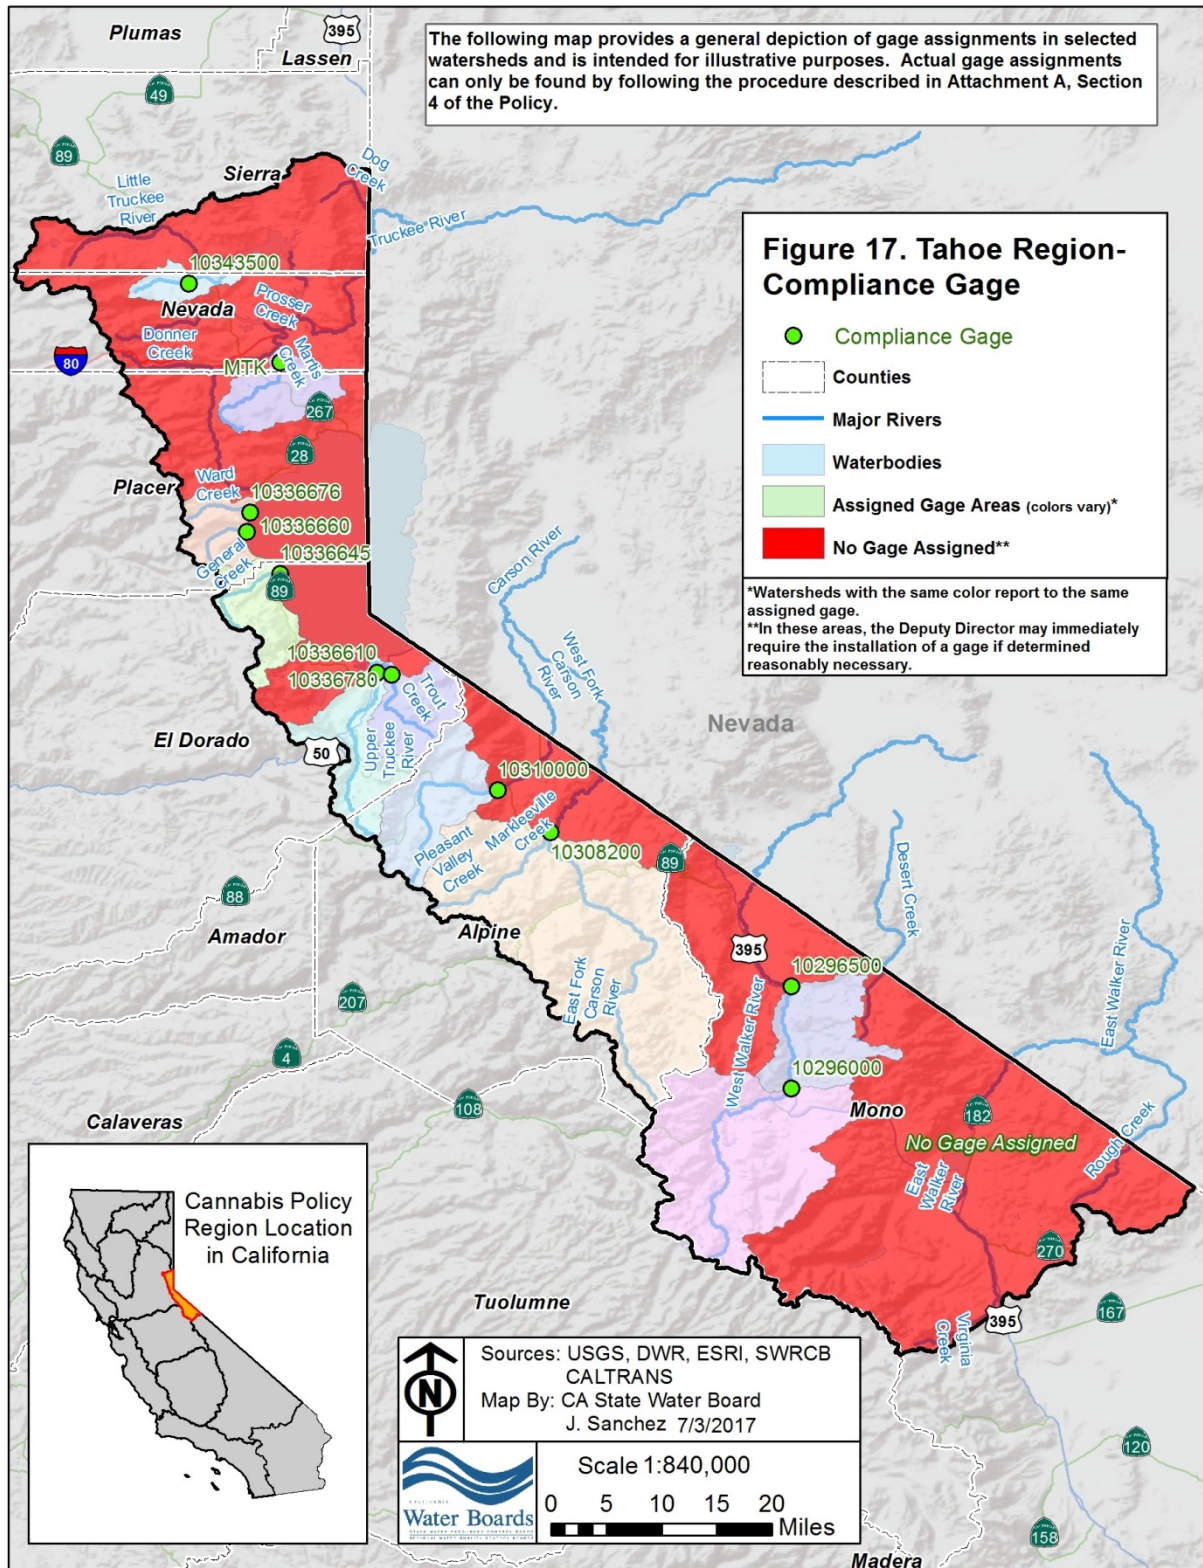 Plumas
395
Lassen
The following map provides a general depiction of gage assignments in selected
watersheds and is intended for illustrative purposes. Actual gage assignments
can only be found by following the procedure described in Attachment A, Section
4 of the Policy.
49
89
Sierra
Dog
Creek
Little
Truckee
River
Truckee River
10343500
Nevada
Prosser
Creek
Donner
Creek
80
MTK
Martis
Creek
267
28
Placer
Ward
Creek
10336676
10336660
General
Creek
10336645
89
10336610
10336780
Trout
Creek
El Dorado
50
Upper
Truckee
River
Figure 17. Tahoe Region-
Compliance Gage
Compliance Gage
Counties
Major Rivers
Waterbodies
Assigned Gage Areas (colors vary)*
No Gage Assigned**
*Watersheds with the same color report to the same
assigned gage.
**In these areas, the Deputy Director may immediately
require the installation of a gage if determined
reasonably necessary.
Carson River
West Fork
Carson
River
Nevada
10310000
Markleeville
Creek
Pleasant
Valley
Creek
10308200
89
Desert Creek
88
Amador
Alpine
395
10296500
East Walker River
207
East Fork
Carson
River
West Walker River
4
10296000
108
Mono
182
Calaveras
No Gage Assigned
Rough Creek
East
Walker
River
270
Cannabis Policy
Region Location
in California
Tuolumne
395
167
Virginia
Creek
N
Sources: USGS, DWR, ESRI, SWRCB
CALTRANS
Map By: CA State Water Board
J. Sanchez 7/3/2017
CALIFORNIA
Water Boards
STATE WATER RESOURCES CONTROL BOARD
REGIONAL WATER QUALITY CONTROL BOARDS
Scale 1:840,000
0 5 10 15 20
Miles
120
158
Madera